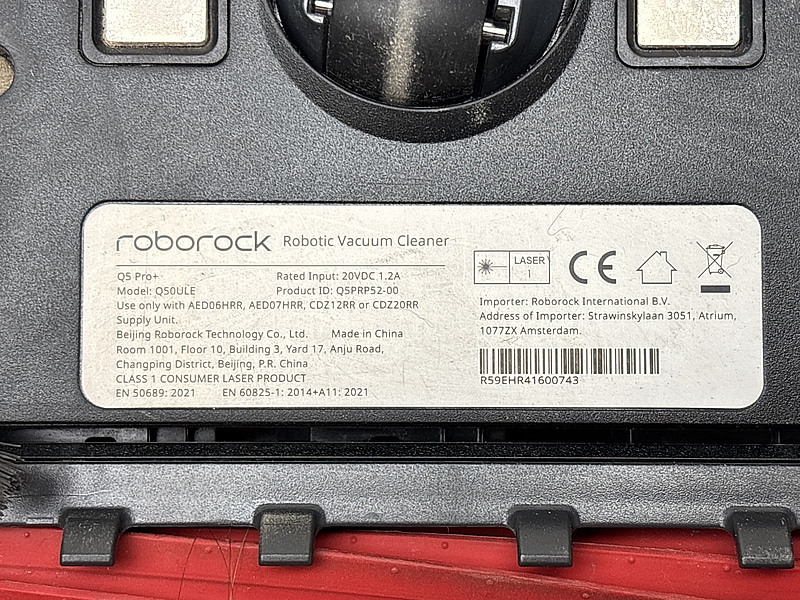 roborock Robotic Vacuum Cleaner
Q5 Pro+ Rated Input: 20VDC 1.2A
Model: Q50ULE Product ID: Q5PRP52-00
Use only with AED06HRR, AED07HRR, CDZ12RR or CDZ20RR
Supply Unit.
Beijing Roborock Technology Co., Ltd. Made in China
Room 1001, Floor 10, Building 3, Yard 17, Anju Road,
Changping District, Beijing, P.R. China
CLASS 1 CONSUMER LASER PRODUCT
EN 50689: 2021 EN 60825-1: 2014+A11: 2021
LASER
1
CE
Importer: Roborock International B.V.
Address of Importer: Strawinskylaan 3051, Atrium,
1077ZX Amsterdam.
R59EHR41600743